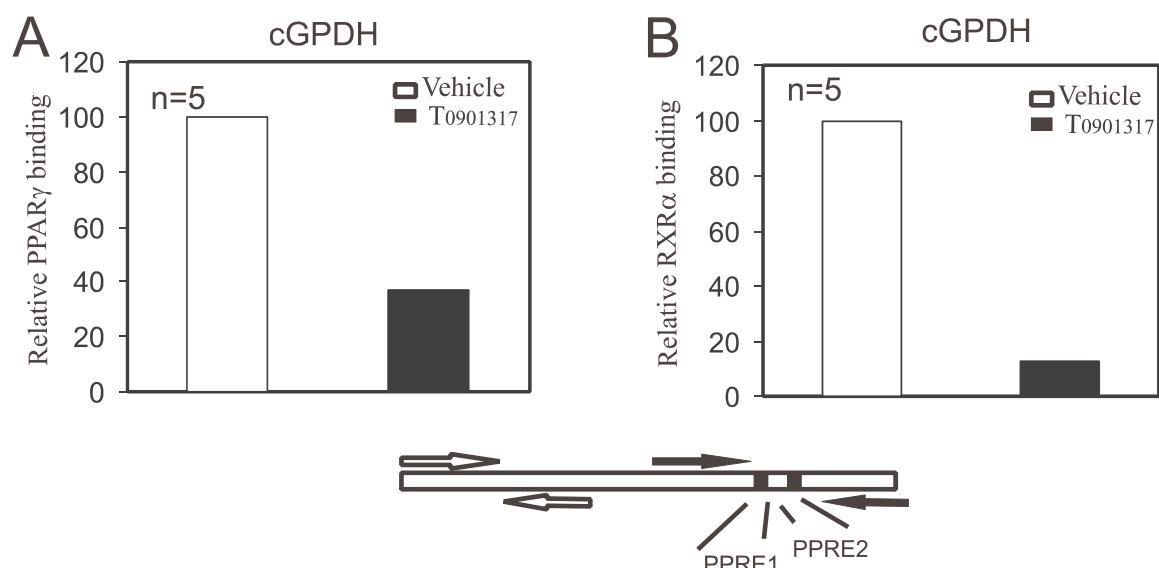 A
cGPDH
Relative PPARγ binding
120
100
80
60
40
20
0
n=5
Vehicle
T0901317
B
cGPDH
Relative RXRα binding
120
100
80
60
40
20
0
n=5
Vehicle
T0901317
PPRE1
PPRE2